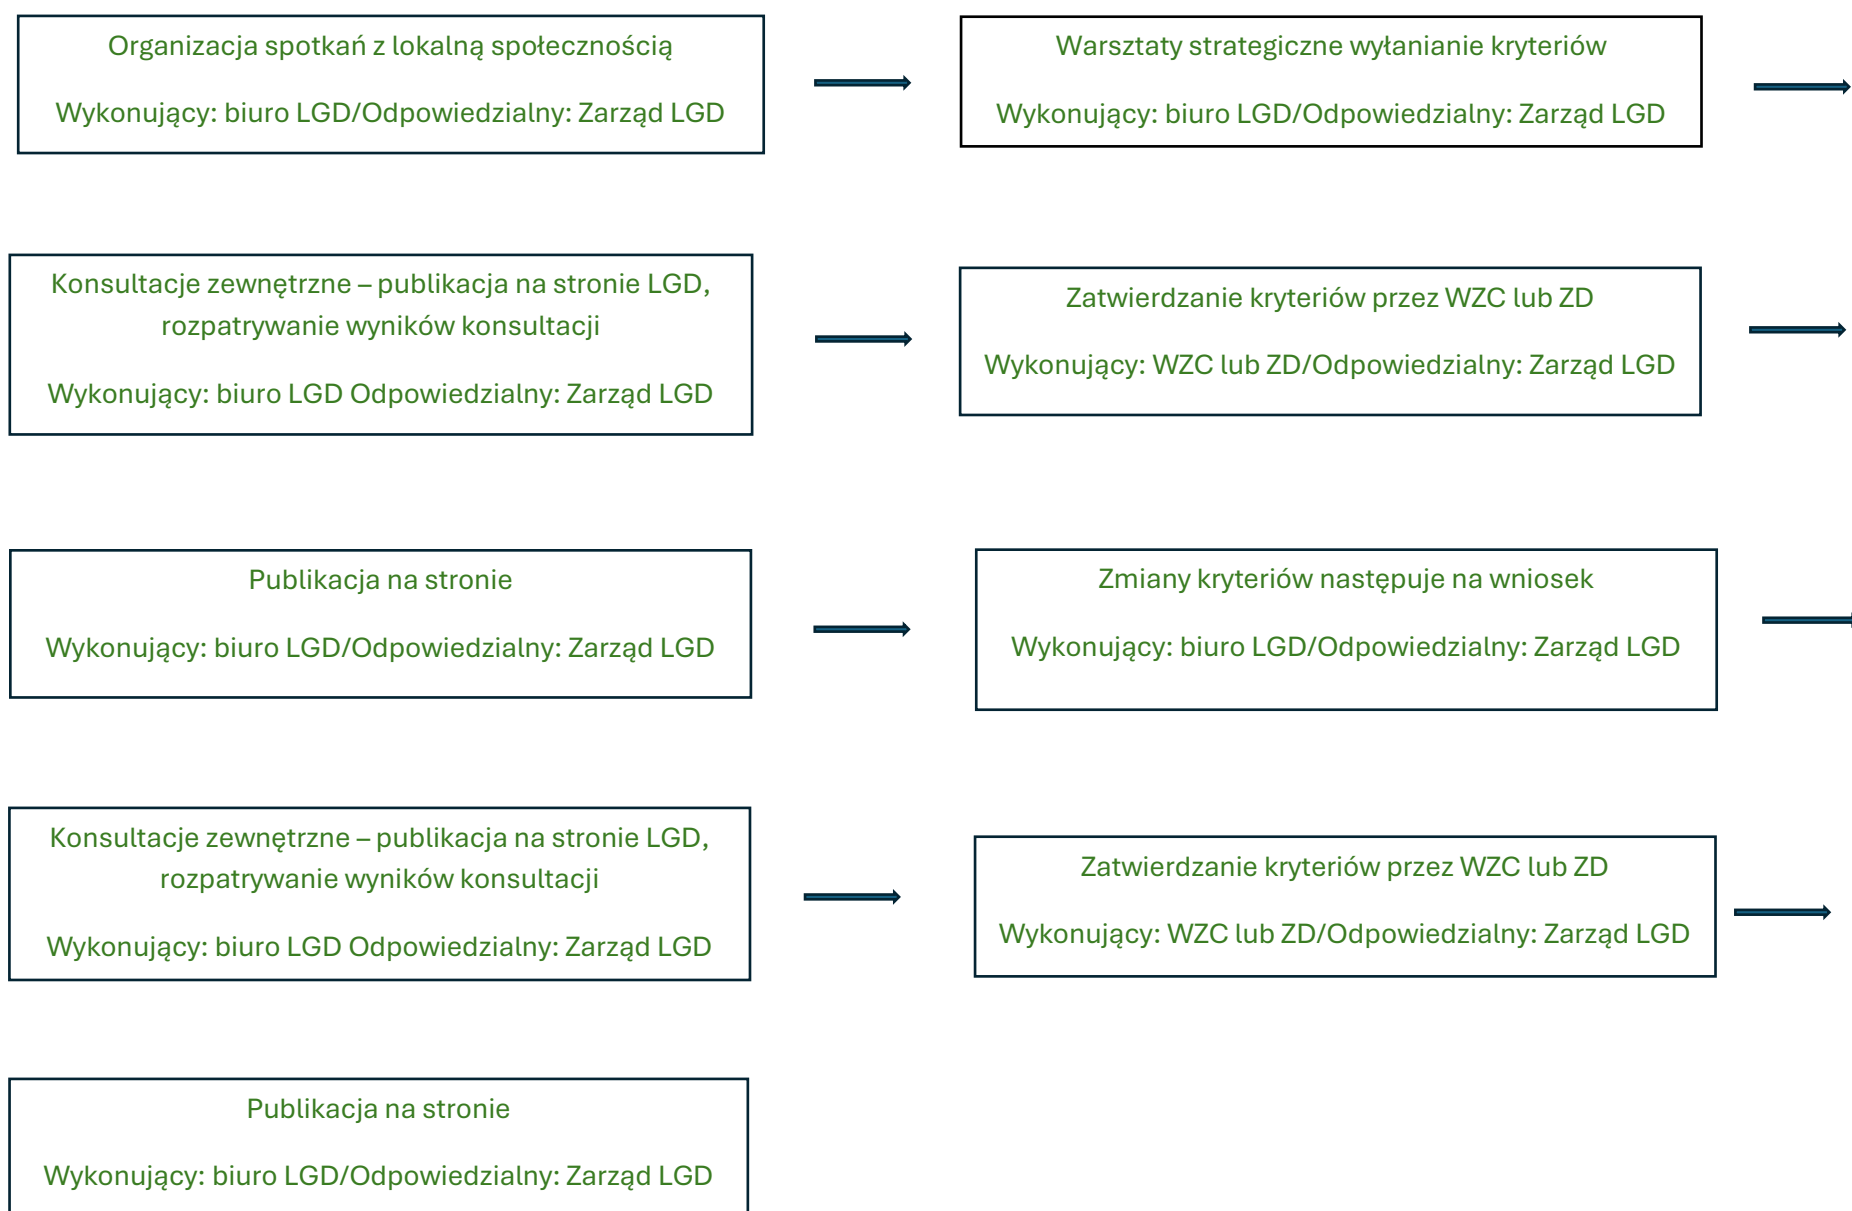 Organizacja spotkań z lokalną społecznością
Wykonujący: biuro LGD/Odpowiedzialny: Zarząd LGD
Warsztaty strategiczne wyłanianie kryteriów
Wykonujący: biuro LGD/Odpowiedzialny: Zarząd LGD
Konsultacje zewnętrzne – publikacja na stronie LGD,
rozpatrywanie wyników konsultacji
Wykonujący: biuro LGD Odpowiedzialny: Zarząd LGD
Zatwierdzanie kryteriów przez WZC lub ZD
Wykonujący: WZC lub ZD/Odpowiedzialny: Zarząd LGD
Publikacja na stronie
Wykonujący: biuro LGD/Odpowiedzialny: Zarząd LGD
Zmiany kryteriów następuje na wniosek
Wykonujący: biuro LGD/Odpowiedzialny: Zarząd LGD
Konsultacje zewnętrzne – publikacja na stronie LGD,
rozpatrywanie wyników konsultacji
Wykonujący: biuro LGD Odpowiedzialny: Zarząd LGD
Zatwierdzanie kryteriów przez WZC lub ZD
Wykonujący: WZC lub ZD/Odpowiedzialny: Zarząd LGD
Publikacja na stronie
Wykonujący: biuro LGD/Odpowiedzialny: Zarząd LGD